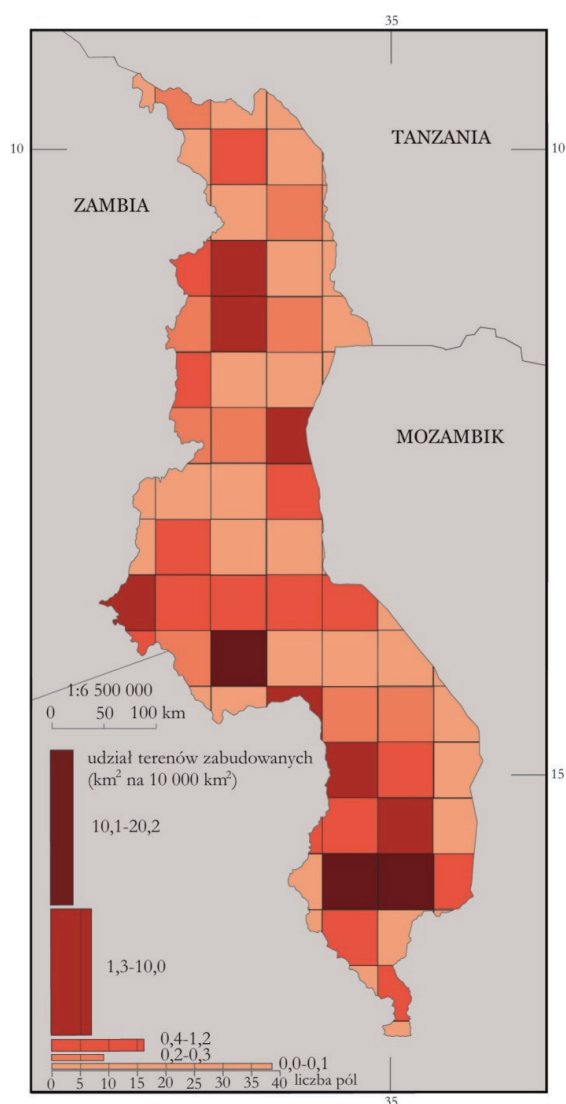 35
TANZANIA
10 10
ZAMBIA
MOZAMBIK
1:6 500 000
0 50 100 km
udział terenów zabudowanych
(km² na 10 000 km²)
15
10,1-20,2
1,3-10,0
0,4-1,2
0,2-0,3
0,0-0,1
0 5 10 15 20 25 30 35 40 liczba pól
35